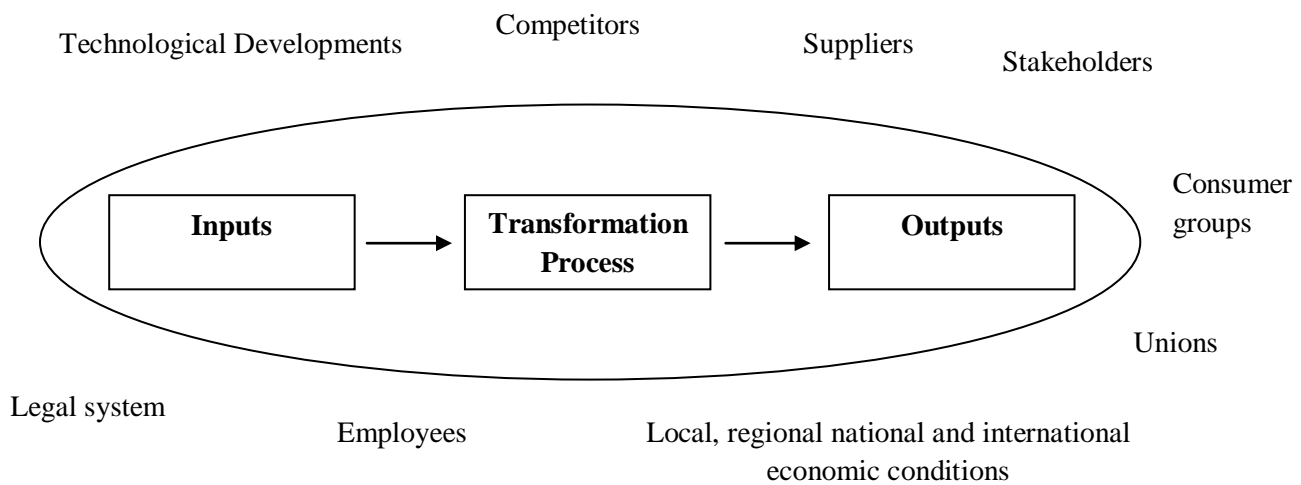 Technological Developments
Competitors
Suppliers
Stakeholders
Consumer
groups
Inputs
Transformation
Process
Outputs
Unions
Legal system
Employees
Local, regional national and international
economic conditions